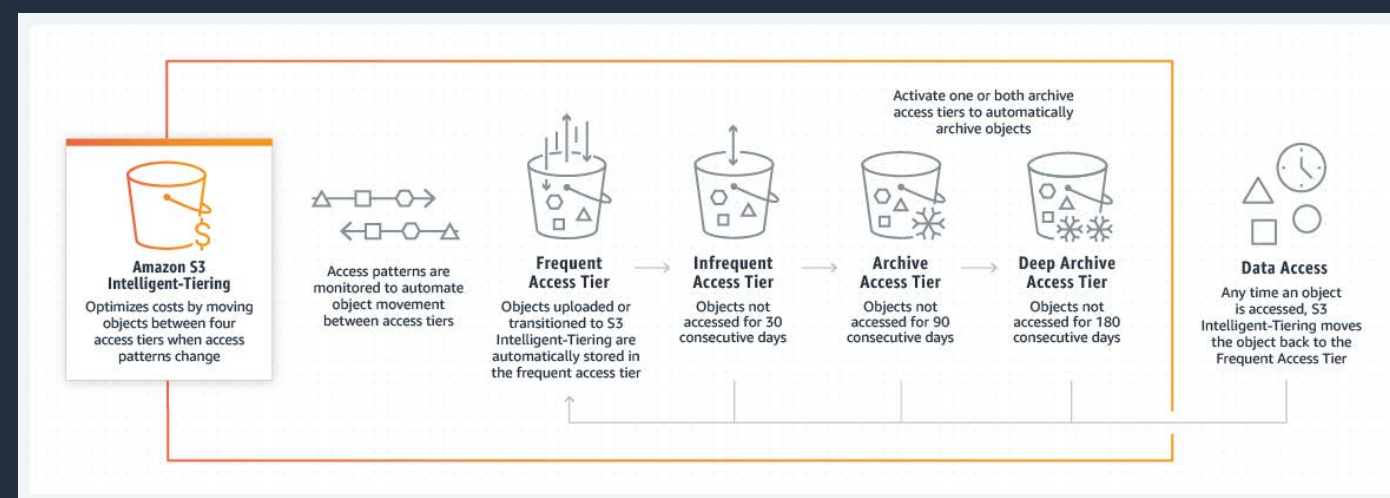 Activate one or both archive
access tiers to automatically
archive objects
$
Amazon S3
Intelligent-Tiering
Optimizes costs by moving
objects between four
access tiers when access
patterns change
Access patterns are
monitored to automate
object movement
between access tiers
Frequent
Access Tier
Objects uploaded or
transitioned to S3
Intelligent-Tiering are
automatically stored in
the frequent access tier
Infrequent
Access Tier
Objects not
accessed for 30
consecutive days
Archive
Access Tier
Objects not
accessed for 90
consecutive days
Deep Archive
Access Tier
Objects not
accessed for 180
consecutive days
Data Access
Any time an object
is accessed, S3
Intelligent-Tiering moves
the object back to the
Frequent Access Tier